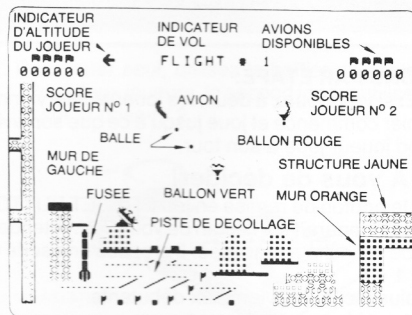 INDICATEUR
D'ALTITUDE
DU JOUEUR
INDICATEUR
DE VOL
AVIONS
DISPONIBLES
FLIGHT 1
000000
000000
SCORE
JOUEUR Nº 1
AVION
SCORE
JOUEUR Nº 2
BALLE
BALLON ROUGE
MUR DE
GAUCHE
STRUCTURE JAUNE
FUSEE
BALLON VERT
MUR ORANGE
PISTE DE DECOLLAGE